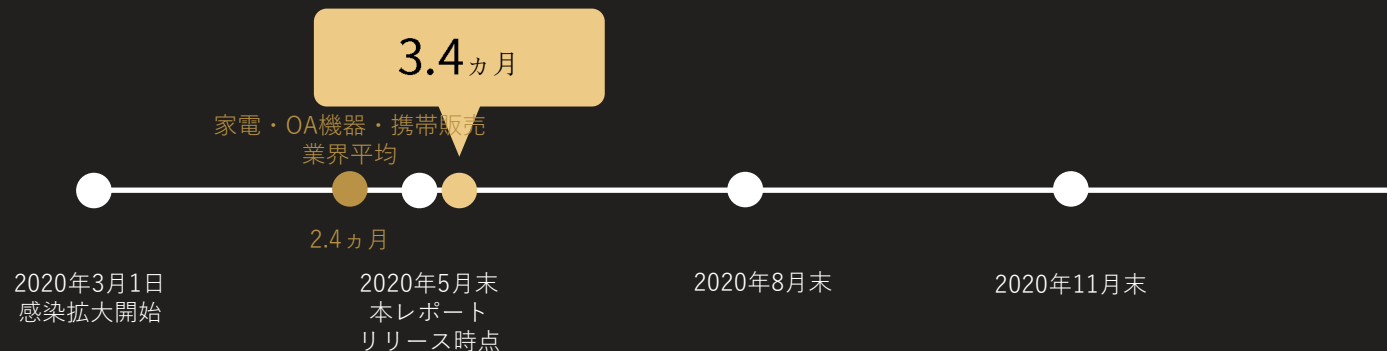 3.4ヵ月
家電・OA機器・携帯販売
業界平均
2.4ヵ月
2020年3月1日
感染拡大開始
2020年5月末
本レポート
リリース時点
2020年8月末
2020年11月末